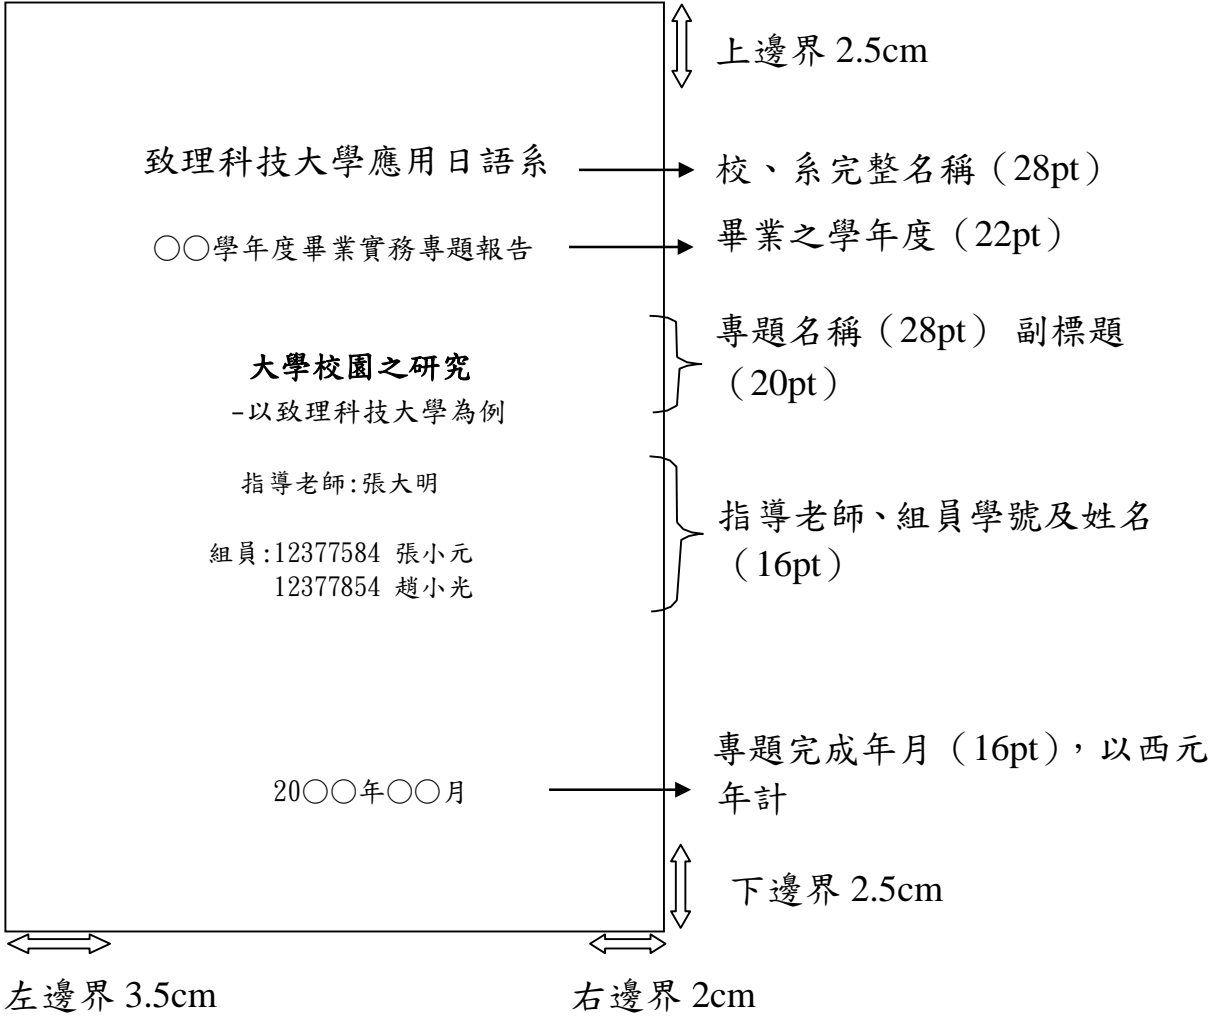 上邊界 2.5cm
致理科技大學應用日語系
校、系完整名稱（28pt）
○○學年度畢業實務專題報告
畢業之學年度（22pt）
專題名稱（28pt） 副標題
（20pt）
大學校園之研究
-以致理科技大學為例
指導老師:張大明
組員:12377584 張小元
12377854 趙小光
指導老師、組員學號及姓名
（16pt）
20○○年○○月
專題完成年月（16pt），以西元
年計
下邊界 2.5cm
左邊界 3.5cm
右邊界 2cm